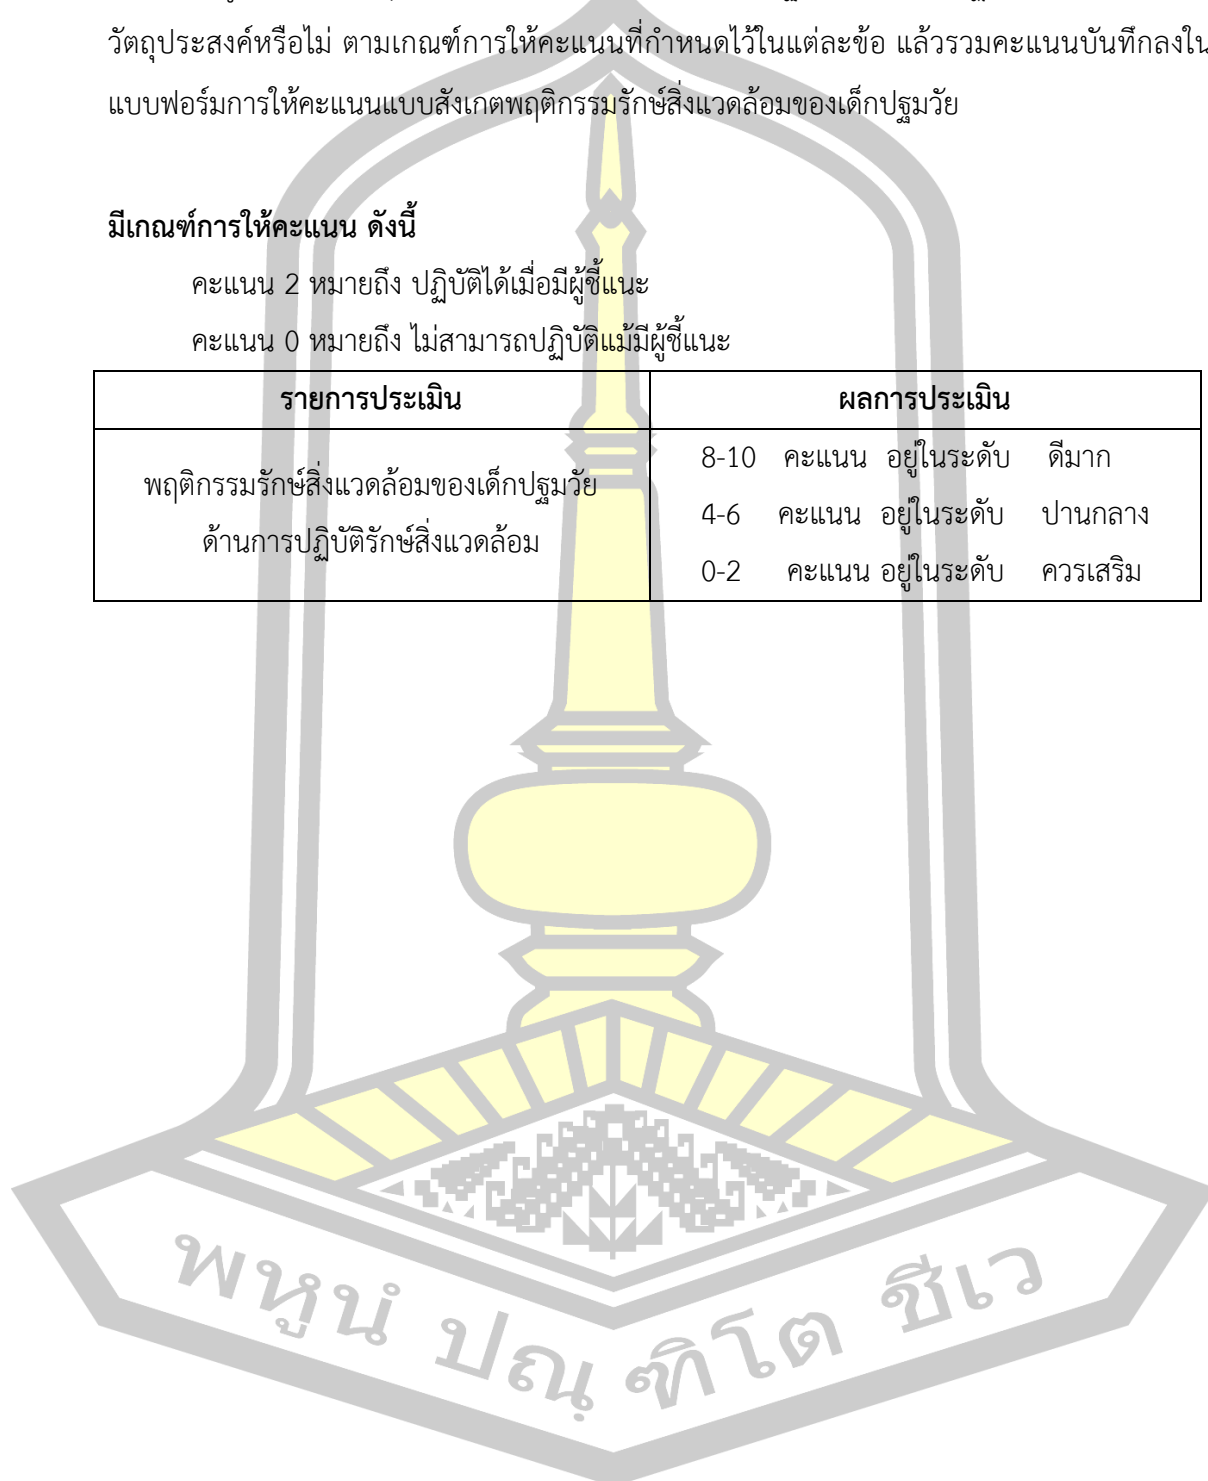 วัตถุประสงค์หรือไม่ ตามเกณฑ์การให้คะแนนที่กำหนดไว้ในแต่ละข้อ แล้วรวมคะแนนบันทึกลงใน
แบบฟอร์มการให้คะแนนแบบสังเกตพฤติกรรมรักษ์สิ่งแวดล้อมของเด็กปฐมวัย
มีเกณฑ์การให้คะแนน ดังนี้
คะแนน 2 หมายถึง ปฏิบัติได้เมื่อมีผู้ชี้แนะ
คะแนน 0 หมายถึง ไม่สามารถปฏิบัติแม้มีผู้ชี้แนะ
รายการประเมิน ผลการประเมิน
พฤติกรรมรักษ์สิ่งแวดล้อมของเด็กปฐมวัย
ด้านการปฏิบัติรักษ์สิ่งแวดล้อม
8-10 คะแนน อยู่ในระดับ ดีมาก
4-6 คะแนน อยู่ในระดับ ปานกลาง
0-2 คะแนน อยู่ในระดับ ควรเสริม
พหูนํ ปณฺ ฑิโต ชีเว